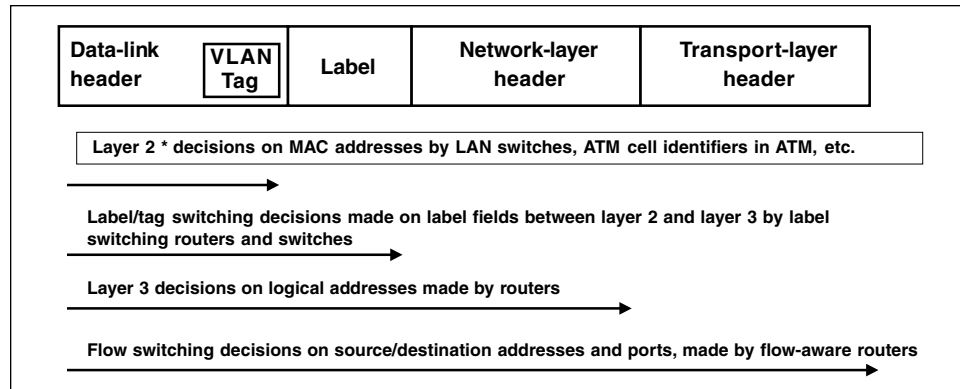 Data-link header
VLAN Tag
Label
Network-layer header
Transport-layer header
Layer 2 * decisions on MAC addresses by LAN switches, ATM cell identifiers in ATM, etc.
Label/tag switching decisions made on label fields between layer 2 and layer 3 by label
switching routers and switches
Layer 3 decisions on logical addresses made by routers
Flow switching decisions on source/destination addresses and ports, made by flow-aware routers